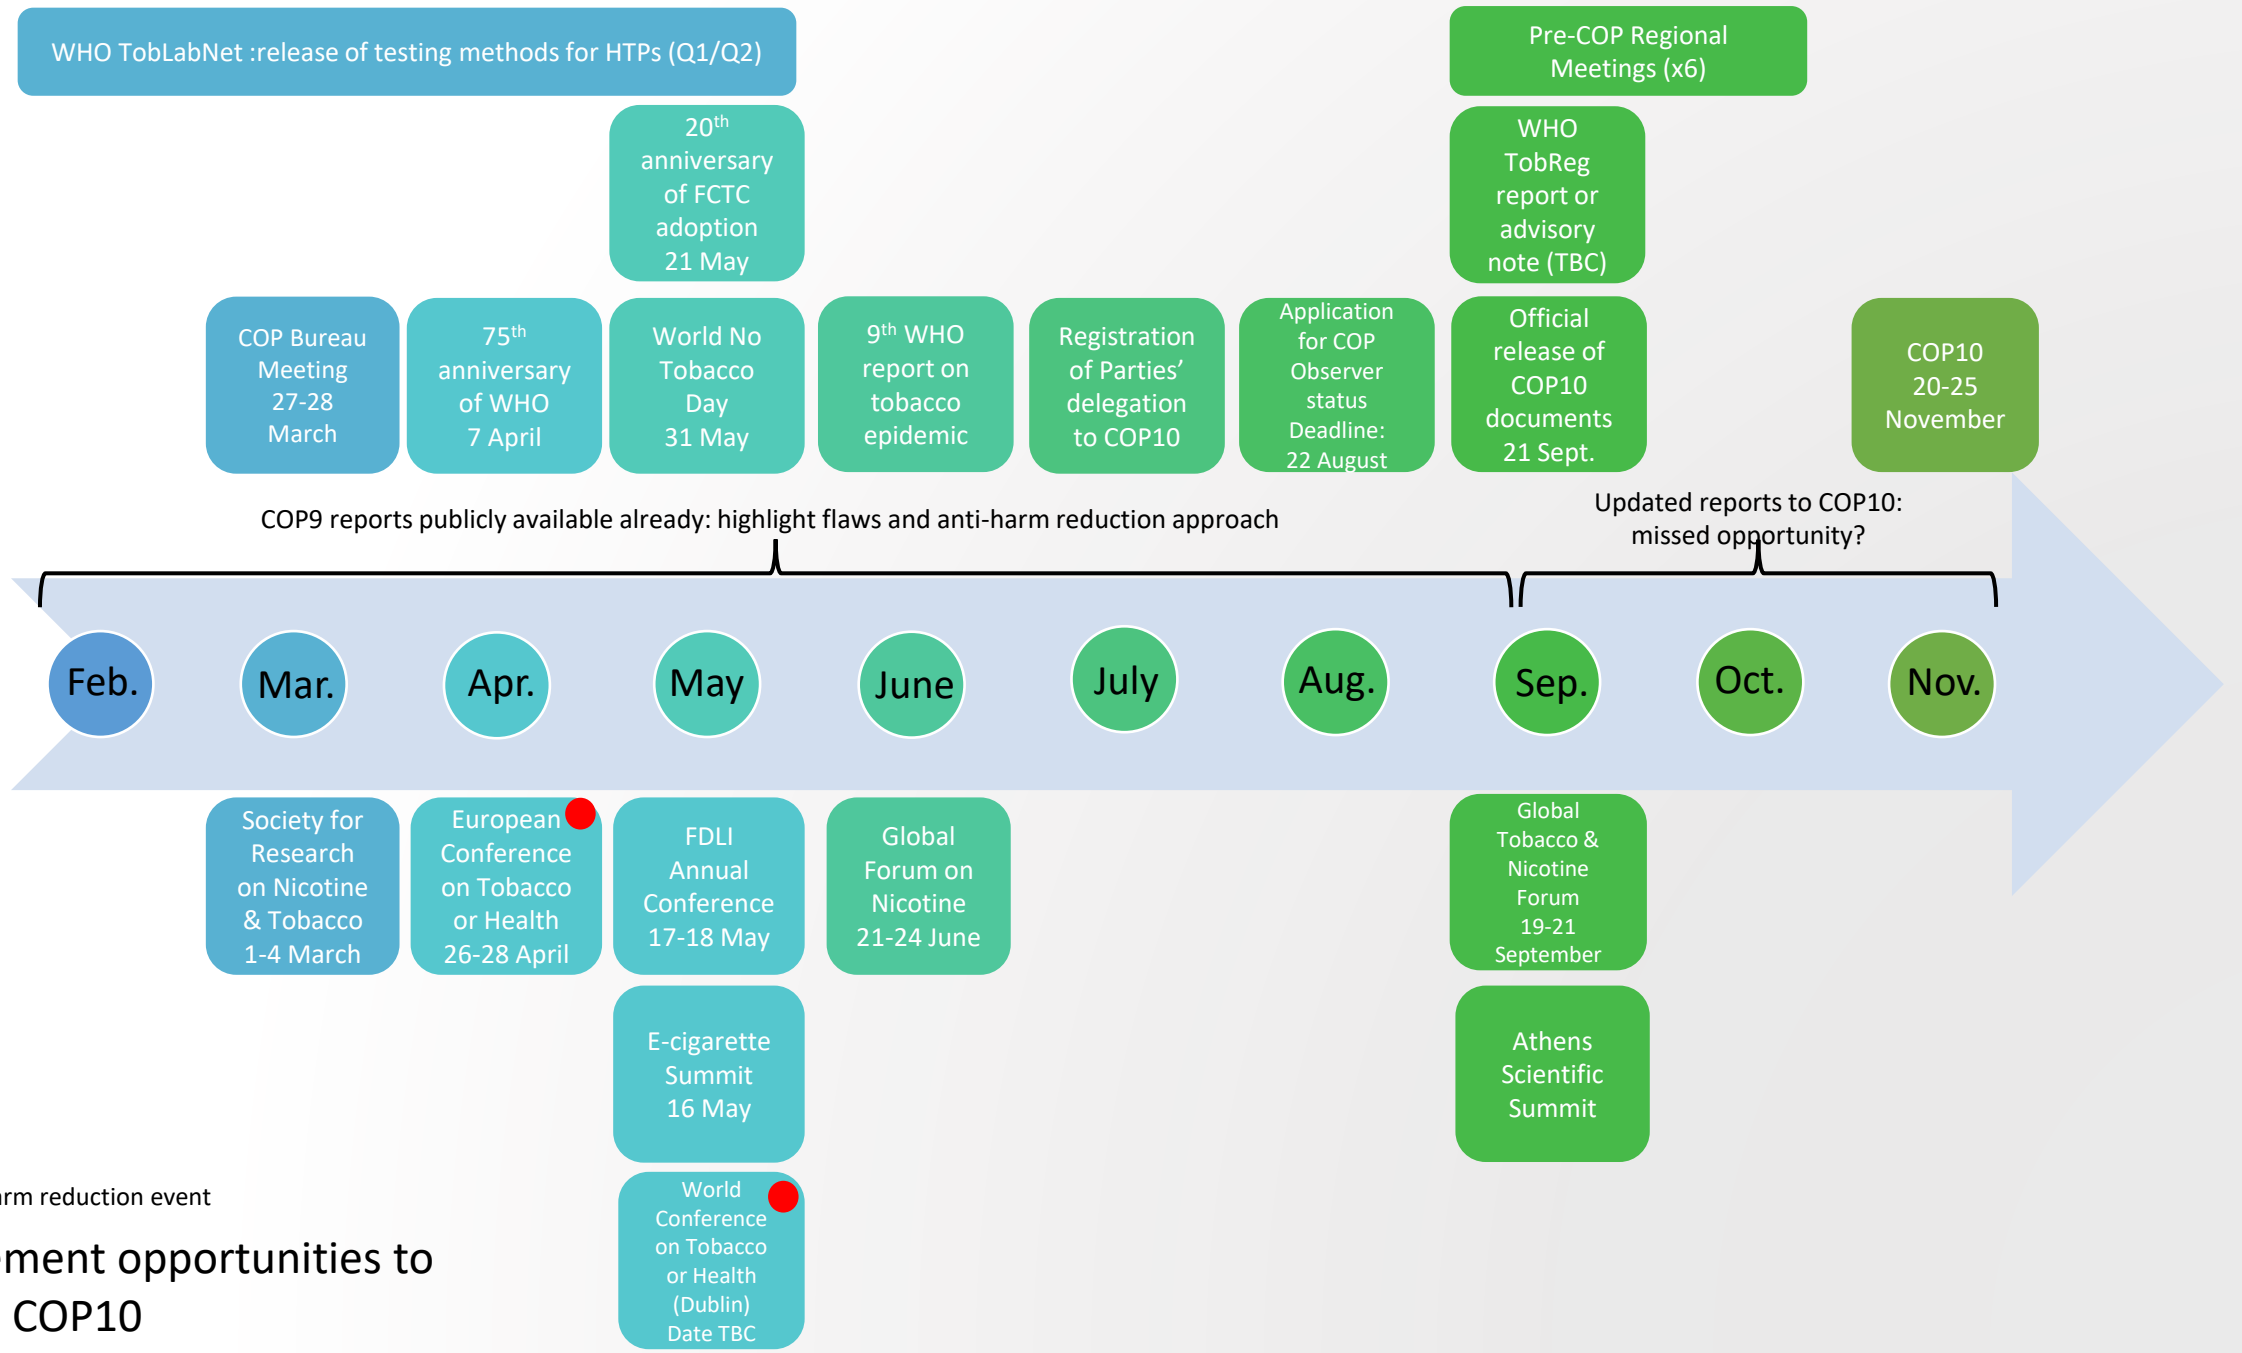 WHO TobLabNet :release of testing methods for HTPs (Q1/Q2)
Pre-COP Regional
Meetings (x6)
20th
anniversary
of FCTC
adoption
21 May
WHO
TobReg
report or
advisory
note (TBC)
COP Bureau
Meeting
27-28
March
75th
anniversary
of WHO
7 April
World No
Tobacco
Day
31 May
9th WHO
report on
tobacco
epidemic
Registration
of Parties’
delegation
to COP10
Application
for COP
Observer
status
Deadline:
22 August
Official
release of
COP10
documents
21 Sept.
COP10
20-25
November
COP9 reports publicly available already: highlight flaws and anti-harm reduction approach
Updated reports to COP10:
missed opportunity?
Feb.
Mar.
Apr.
May
June
July
Aug.
Sep.
Oct.
Nov.
Society for
Research
on Nicotine
& Tobacco
1-4 March
European
Conference
on Tobacco
or Health
26-28 April
FDLI
Annual
Conference
17-18 May
Global
Forum on
Nicotine
21-24 June
Global
Tobacco &
Nicotine
Forum
19-21
September
E-cigarette
Summit
16 May
Athens
Scientific
Summit
World
Conference
on Tobacco
or Health
(Dublin)
Date TBC
arm reduction event
ement opportunities to
COP10